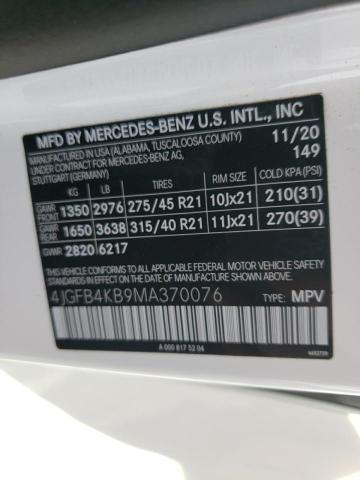 MFD BY MERCEDES-BENZ U.S. INTL., INC
MANUFACTURED IN USA (ALABAMA, TUSCALOOSA COUNTY) 11/20
UNDER CONTRACT FOR MERCEDES-BENZ AG, 149
STUTTGART (GERMANY)
KG LB TIRES RIM SIZE COLD KPA (PSI)
GAWR FRONT 1350 2976 275/45 R21 10Jx21 210(31)
GAWR REAR 1650 3638 315/40 R21 11Jx21 270(39)
GVWR 2820 6217
THIS VEHICLE CONFORMS TO ALL APPLICABLE U.S. FEDERAL MOTOR VEHICLE
SAFETY STANDARDS IN EFFECT ON THE DATE OF MANUFACTURE SHOWN ABOVE.
4JGFB4KB9MA370076 TYPE: MPV
A 000 817 52 04